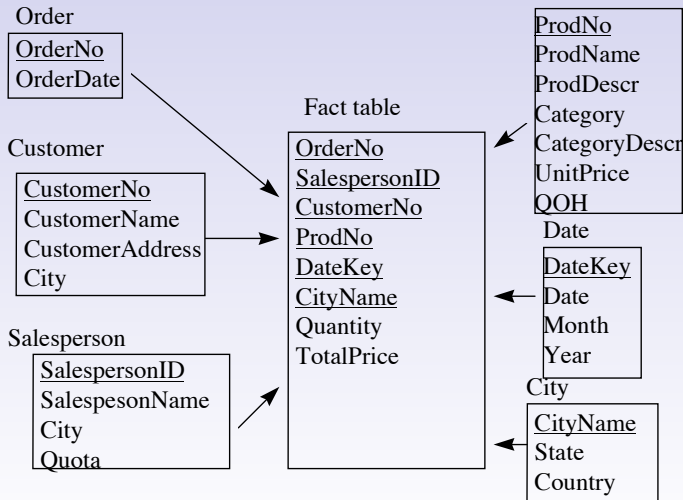 Order
OrderNo
OrderDate
Customer
CustomerNo
CustomerName
CustomerAddress
City
Salesperson
SalespersonID
SalespesonName
City
Quota
Fact table
OrderNo
SalespersonID
CustomerNo
ProdNo
DateKey
CityName
Quantity
TotalPrice
ProdNo
ProdName
ProdDescr
Category
CategoryDescr
UnitPrice
QOH
Date
DateKey
Date
Month
Year
City
CityName
State
Country